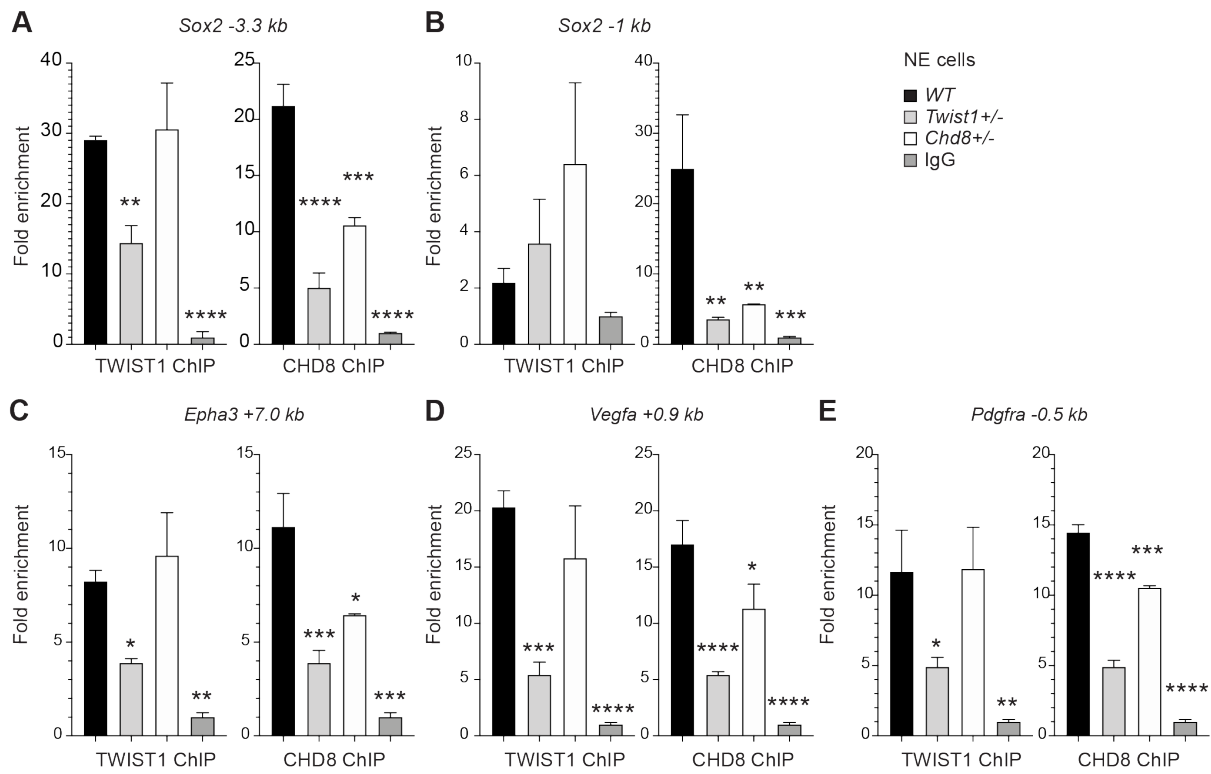 A
Sox2 -3.3 kb
Fold enrichment
40
30
20
10
0
**
****
TWIST1 ChIP
25
20
15
10
5
0
****
***
****
CHD8 ChIP
B
Sox2 -1 kb
Fold enrichment
10
8
6
4
2
0
TWIST1 ChIP
40
30
20
10
0
**
**
***
CHD8 ChIP
NE cells
WT
Twist1+/-
Chd8+/-
IgG
C
Epha3 +7.0 kb
Fold enrichment
15
10
5
0
*
**
TWIST1 ChIP
15
10
5
0
***
*
***
CHD8 ChIP
D
Vegfa +0.9 kb
Fold enrichment
25
20
15
10
5
0
***
****
TWIST1 ChIP
25
20
15
10
5
0
****
*
****
CHD8 ChIP
E
Pdgfra -0.5 kb
Fold enrichment
20
15
10
5
0
*
**
TWIST1 ChIP
20
15
10
5
0
****
***
****
CHD8 ChIP